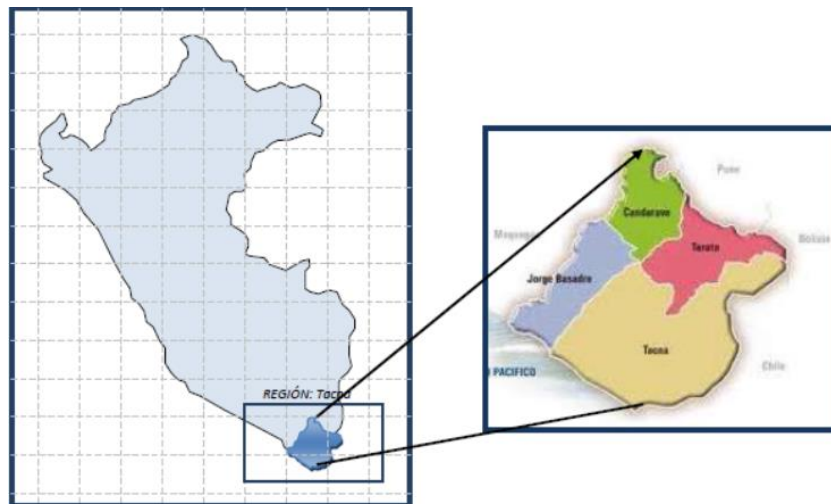 REGIÓN: Tacna
Puno
Candarave
Moquegua
Bolivia
Tarata
Jorge Basadre
Tacna
O PACIFICO
Chile